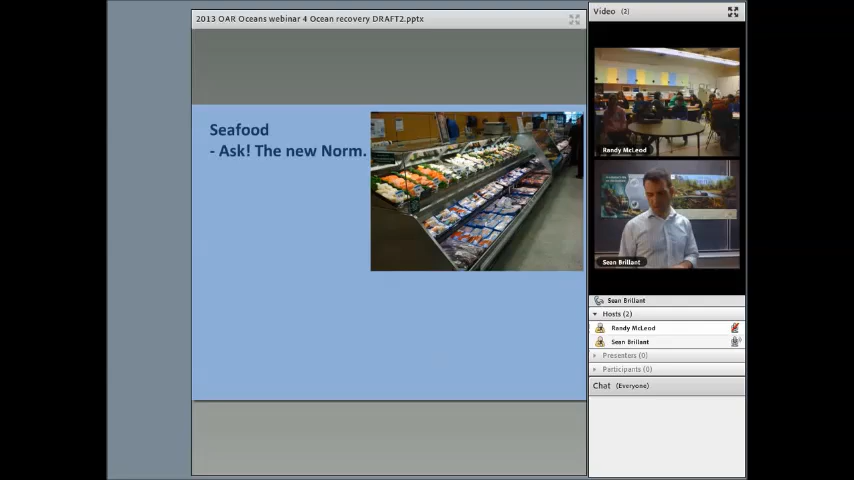 2013 OAR Oceans webinar 4 Ocean recovery DRAFT2.pptx
Seafood
- Ask! The new Norm.
Video (2)
Randy McLeod
Sean Brillant
Sean Brillant
Hosts (2)
Randy McLeod
Sean Brillant
Presenters (0)
Participants (0)
Chat (Everyone)